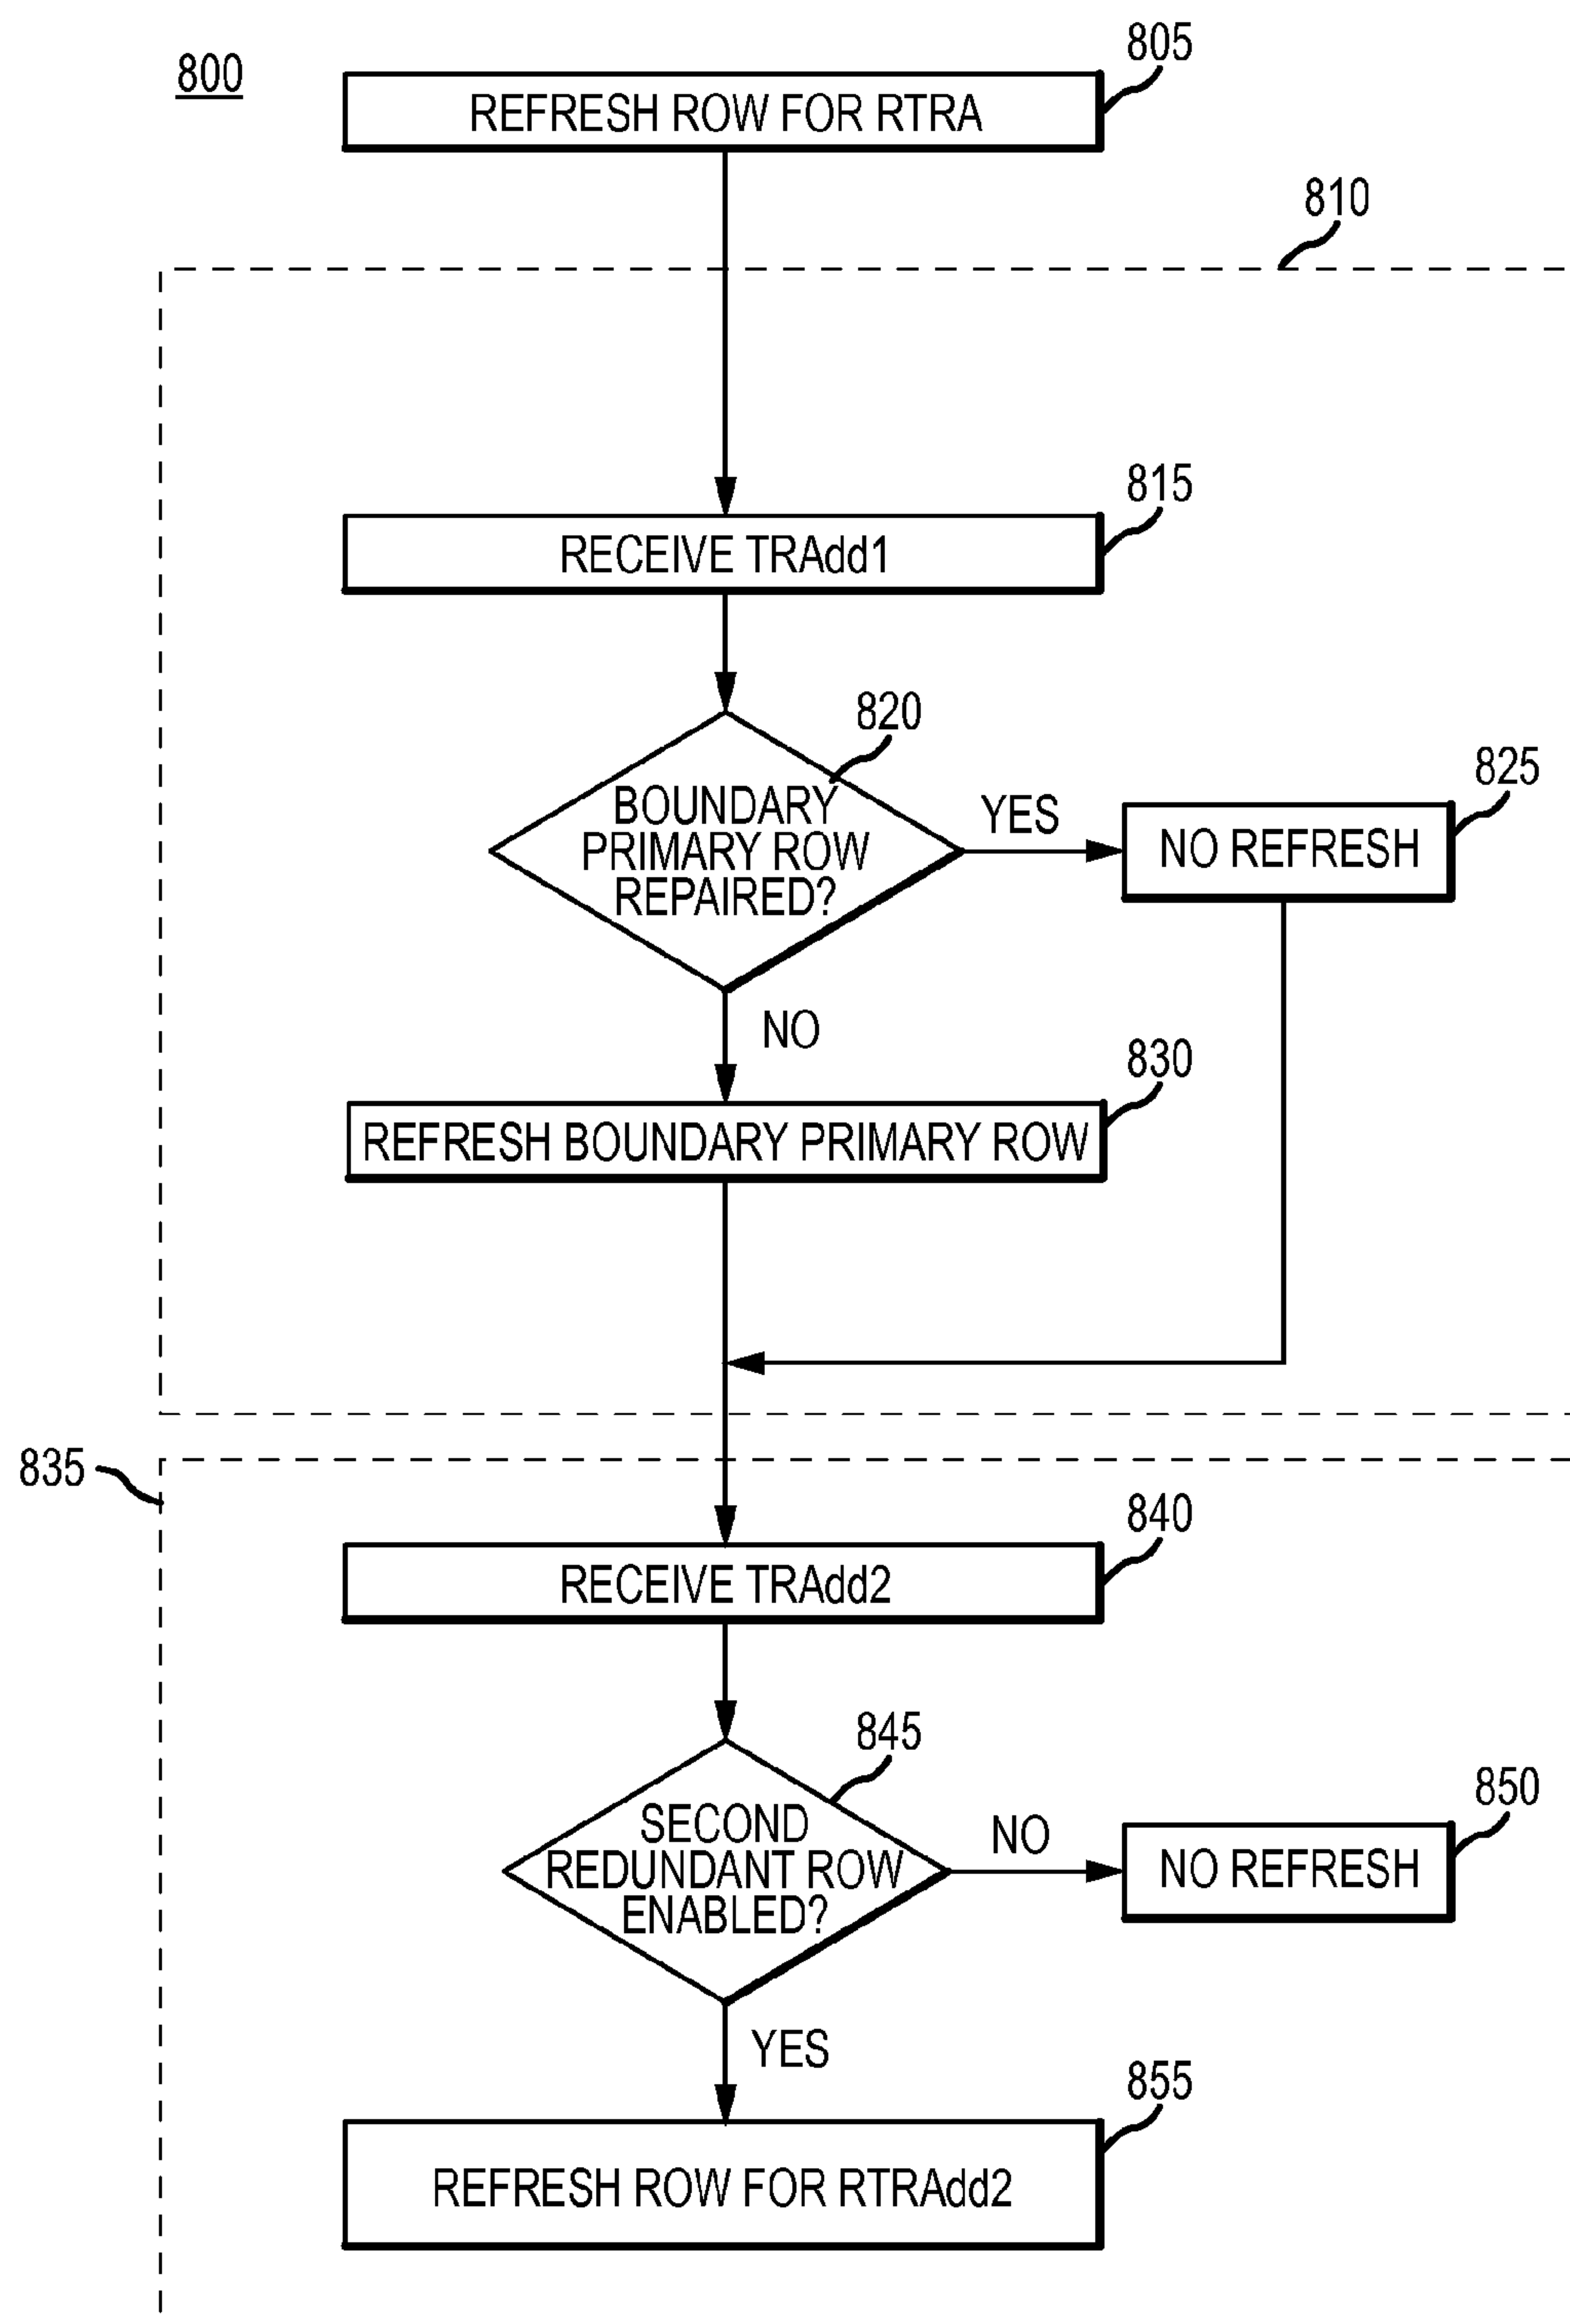 800
805
REFRESH ROW FOR RTRA
810
815
RECEIVE TRAdd1
820
BOUNDARY
PRIMARY ROW
REPAIRED?
YES
825
NO REFRESH
NO
830
REFRESH BOUNDARY PRIMARY ROW
835
840
RECEIVE TRAdd2
845
SECOND
REDUNDANT ROW
ENABLED?
NO
850
NO REFRESH
YES
855
REFRESH ROW FOR RTRAdd2